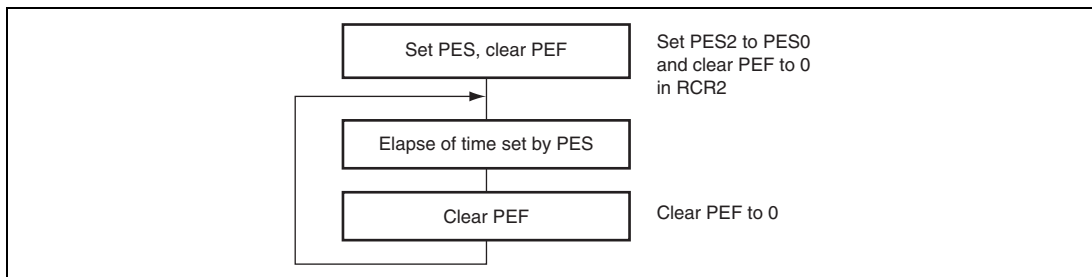 Set PES, clear PEF
Set PES2 to PES0
and clear PEF to 0
in RCR2
Elapse of time set by PES
Clear PEF
Clear PEF to 0